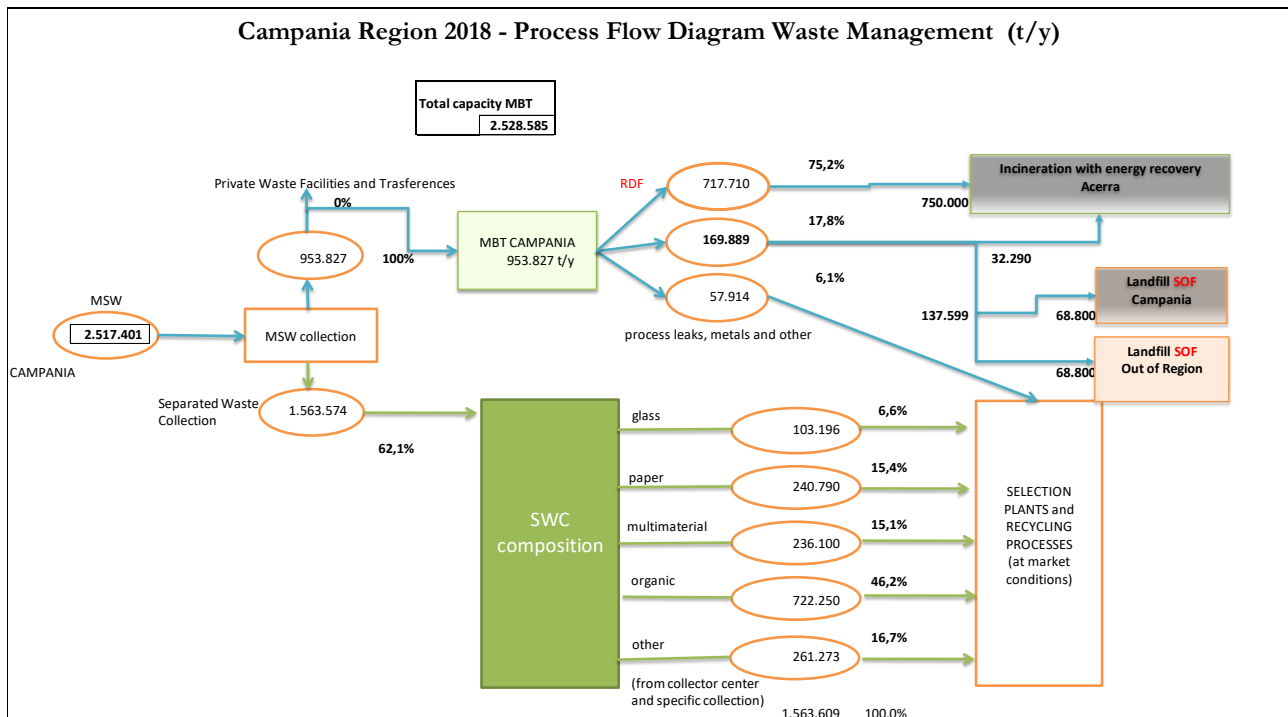 Campania Region 2018 - Process Flow Diagram Waste Management (t/y)
Total capacity MBT
2.528.585
Private Waste Facilities and Trasferences
0%
953.827
100%
MBT CAMPANIA
953.827 t/y
RDF
717.710
75,2%
750.000
Incineration with energy recovery
Acerra
169.889
17,8%
32.290
57.914
6,1%
process leaks, metals and other
137.599
68.800
Landfill SOF
Campania
68.800
Landfill SOF
Out of Region
MSW
2.517.401
CAMPANIA
MSW collection
Separated Waste
Collection
1.563.574
62,1%
SWC
composition
glass
103.196
6,6%
paper
240.790
15,4%
multimaterial
236.100
15,1%
organic
722.250
46,2%
other
261.273
16,7%
(from collector center
and specific collection)
1.563.609 100,0%
SELECTION
PLANTS and
RECYCLING
PROCESSES
(at market
conditions)